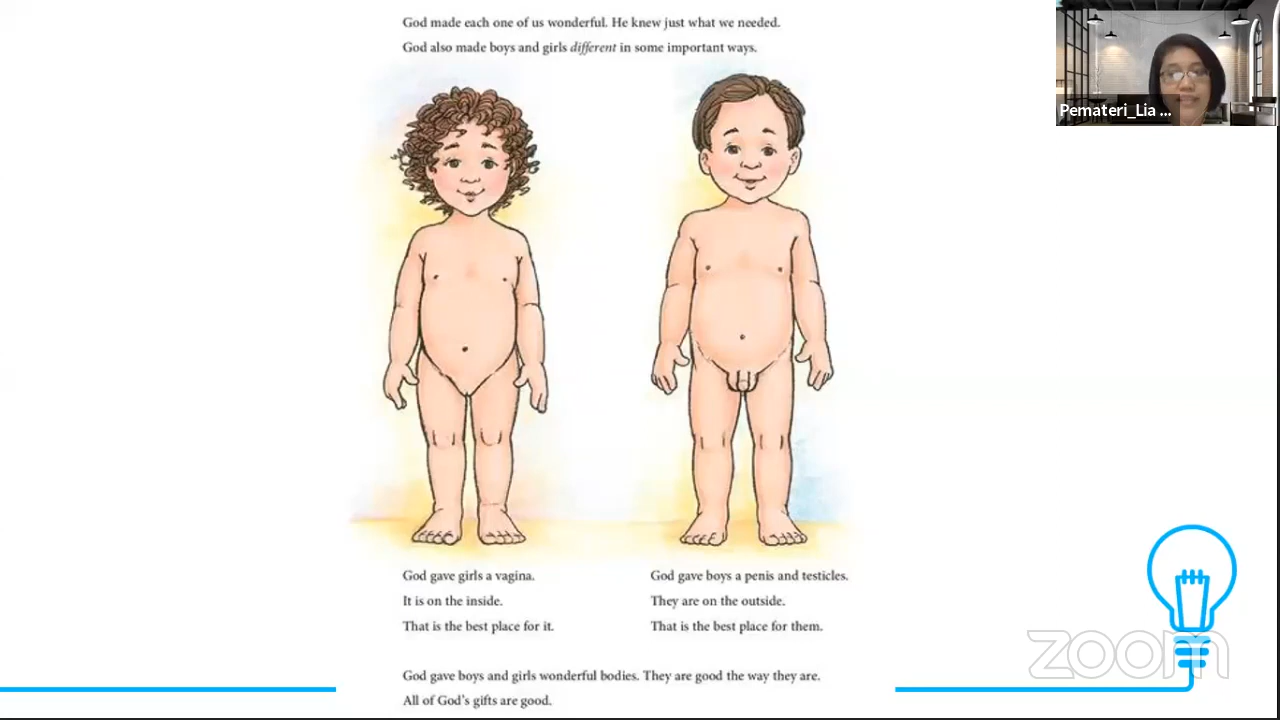 God made each one of us wonderful. He knew just what we needed.
God also made boys and girls different in some important ways.
Pemateri_Lia ...
God gave girls a vagina.
It is on the inside.
That is the best place for it.
God gave boys a penis and testicles.
They are on the outside.
That is the best place for them.
God gave boys and girls wonderful bodies. They are good the way they are.
All of God's gifts are good.
zoom